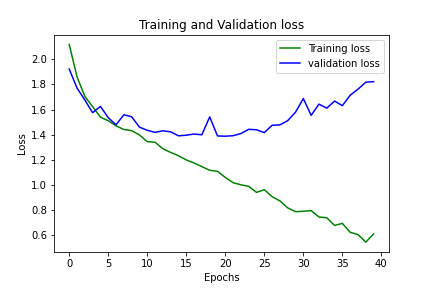 Training and Validation loss
Training loss
validation loss
2.0
1.8
1.6
1.4
1.2
1.0
0.8
0.6
Loss
0 5 10 15 20 25 30 35 40
Epochs